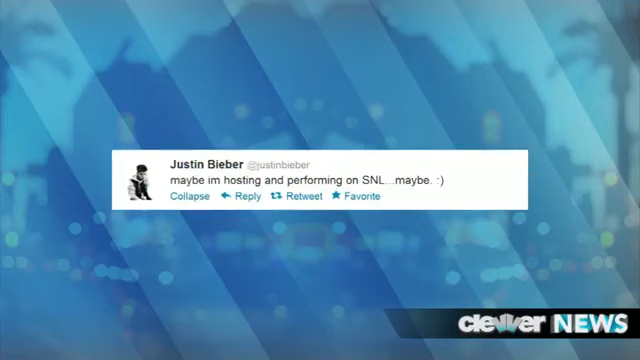 Justin Bieber @justinbieber
maybe im hosting and performing on SNL...maybe. :)
Collapse Reply Retweet Favorite
clevver NEWS